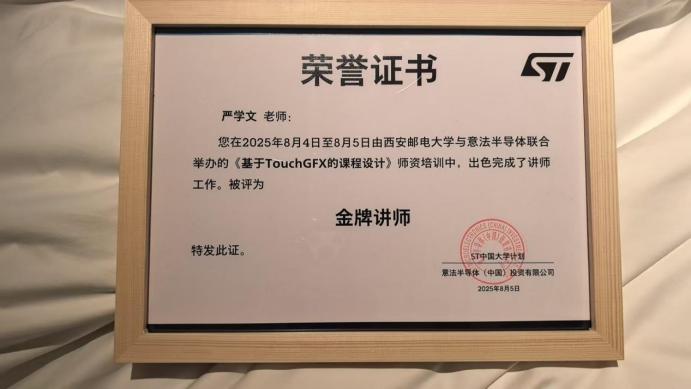 荣誉证书
ST
严学文 老师：
您在2025年8月4日至8月5日由西安邮电大学与意法半导体联合
举办的《基于TouchGFX的课程设计》师资培训中，出色完成了讲师
工作。被评为
金牌讲师
特发此证。
ST中国大学计划
意法半导体（中国）投资有限公司
2025年8月5日